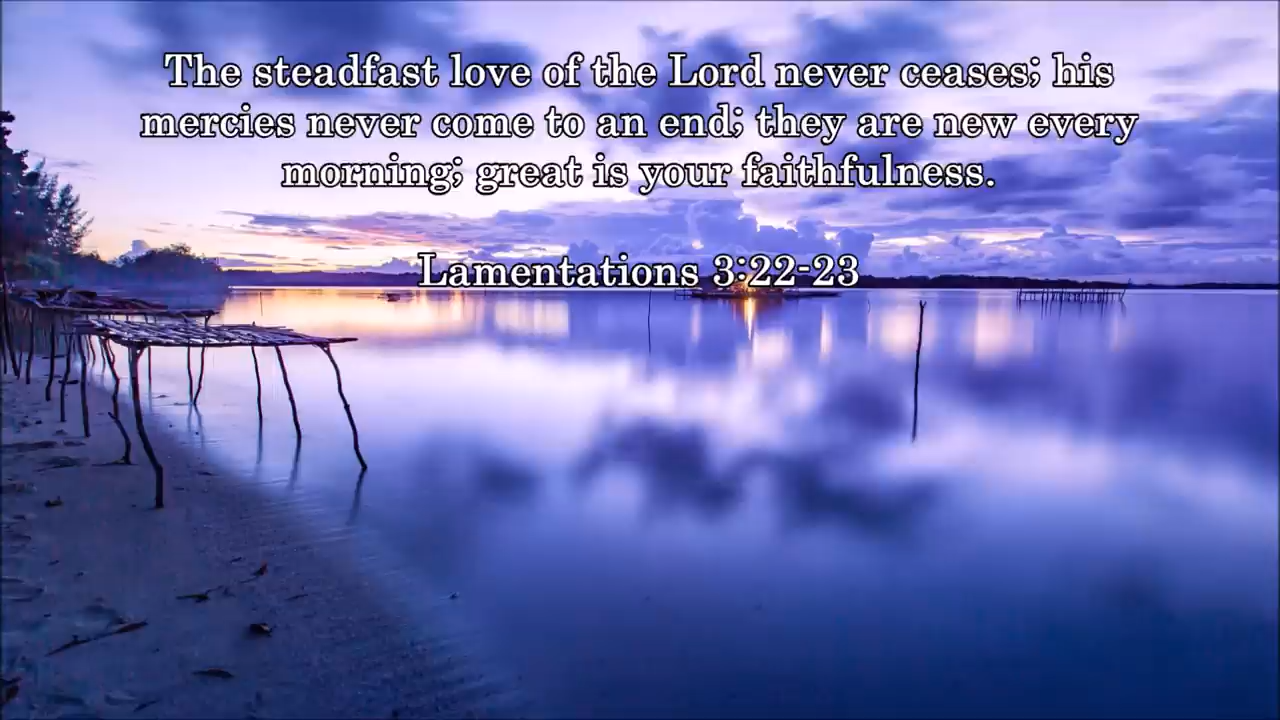 The steadfast love of the Lord never ceases; his
mercies never come to an end; they are new every
morning; great is your faithfulness.
Lamentations 3:22-23